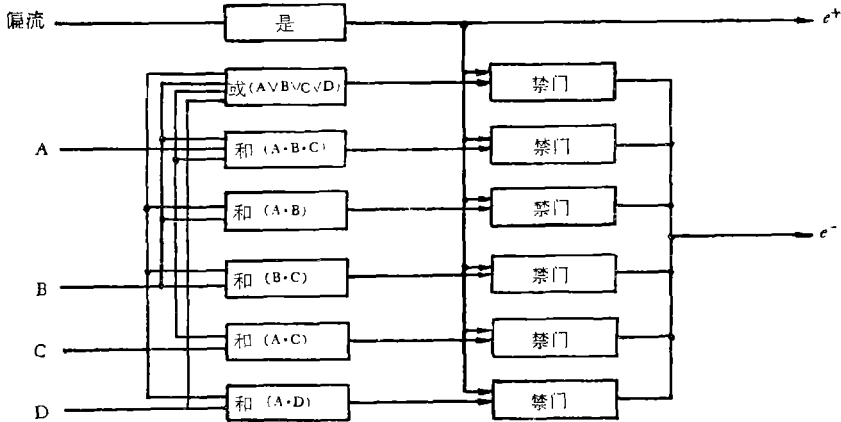 偏流 是 e⁺
或(A∨B∨C∨D) 禁门
A 和 (A·B·C) 禁门
和 (A·B) 禁门
e⁻
B 和 (B·C) 禁门
C 和 (A·C) 禁门
D 和 (A·D) 禁门